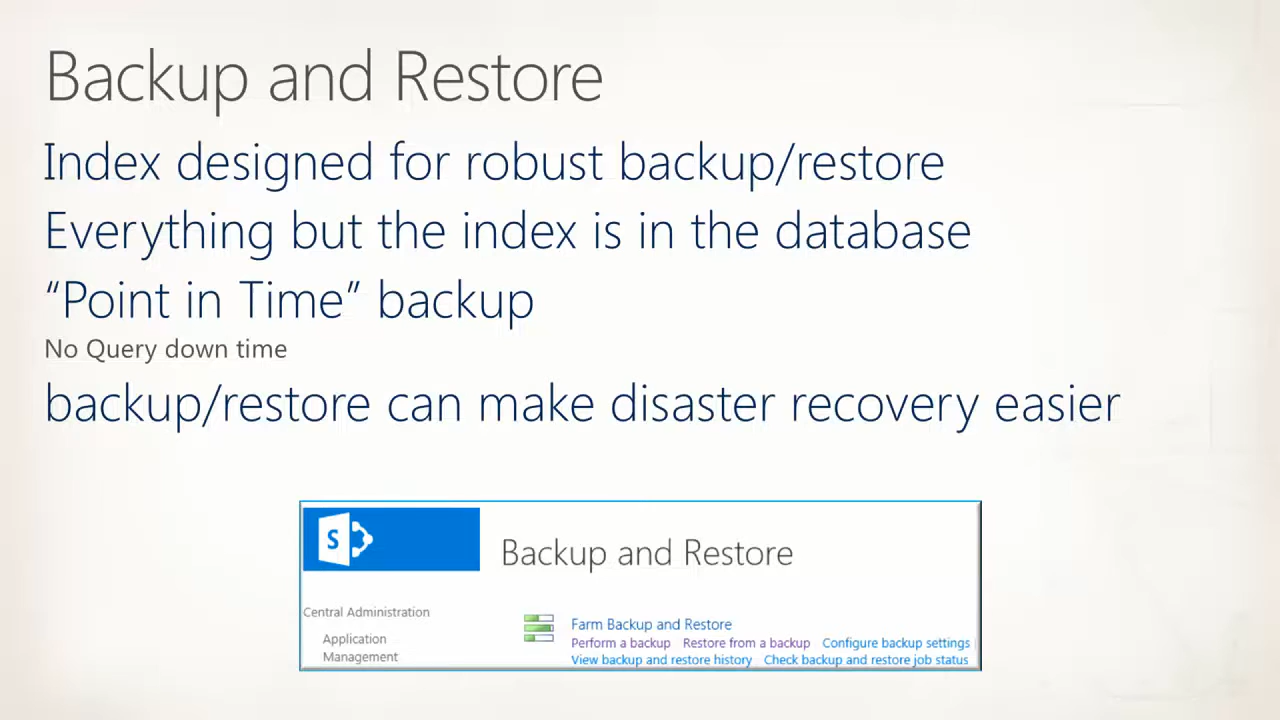 Backup and Restore
Index designed for robust backup/restore
Everything but the index is in the database
“Point in Time” backup
No Query down time
backup/restore can make disaster recovery easier
S
Backup and Restore
Central Administration
Application
Management
Farm Backup and Restore
Perform a backup Restore from a backup Configure backup settings
View backup and restore history Check backup and restore job status